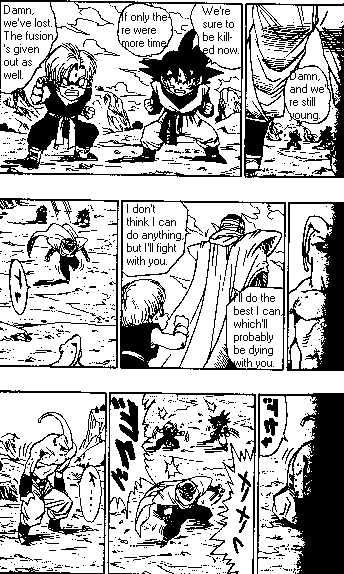 Damn,
we've lost.
The fusion
's given
out as
well.
If only the
re were
more time
We're
sure to
be kill-
ed now.
Damn,
and we'
re still
young.
I don't
think I can
do anything
but I'll fight
with you.
I'll do the
best I can,
which'll
probably
be dying
with you.